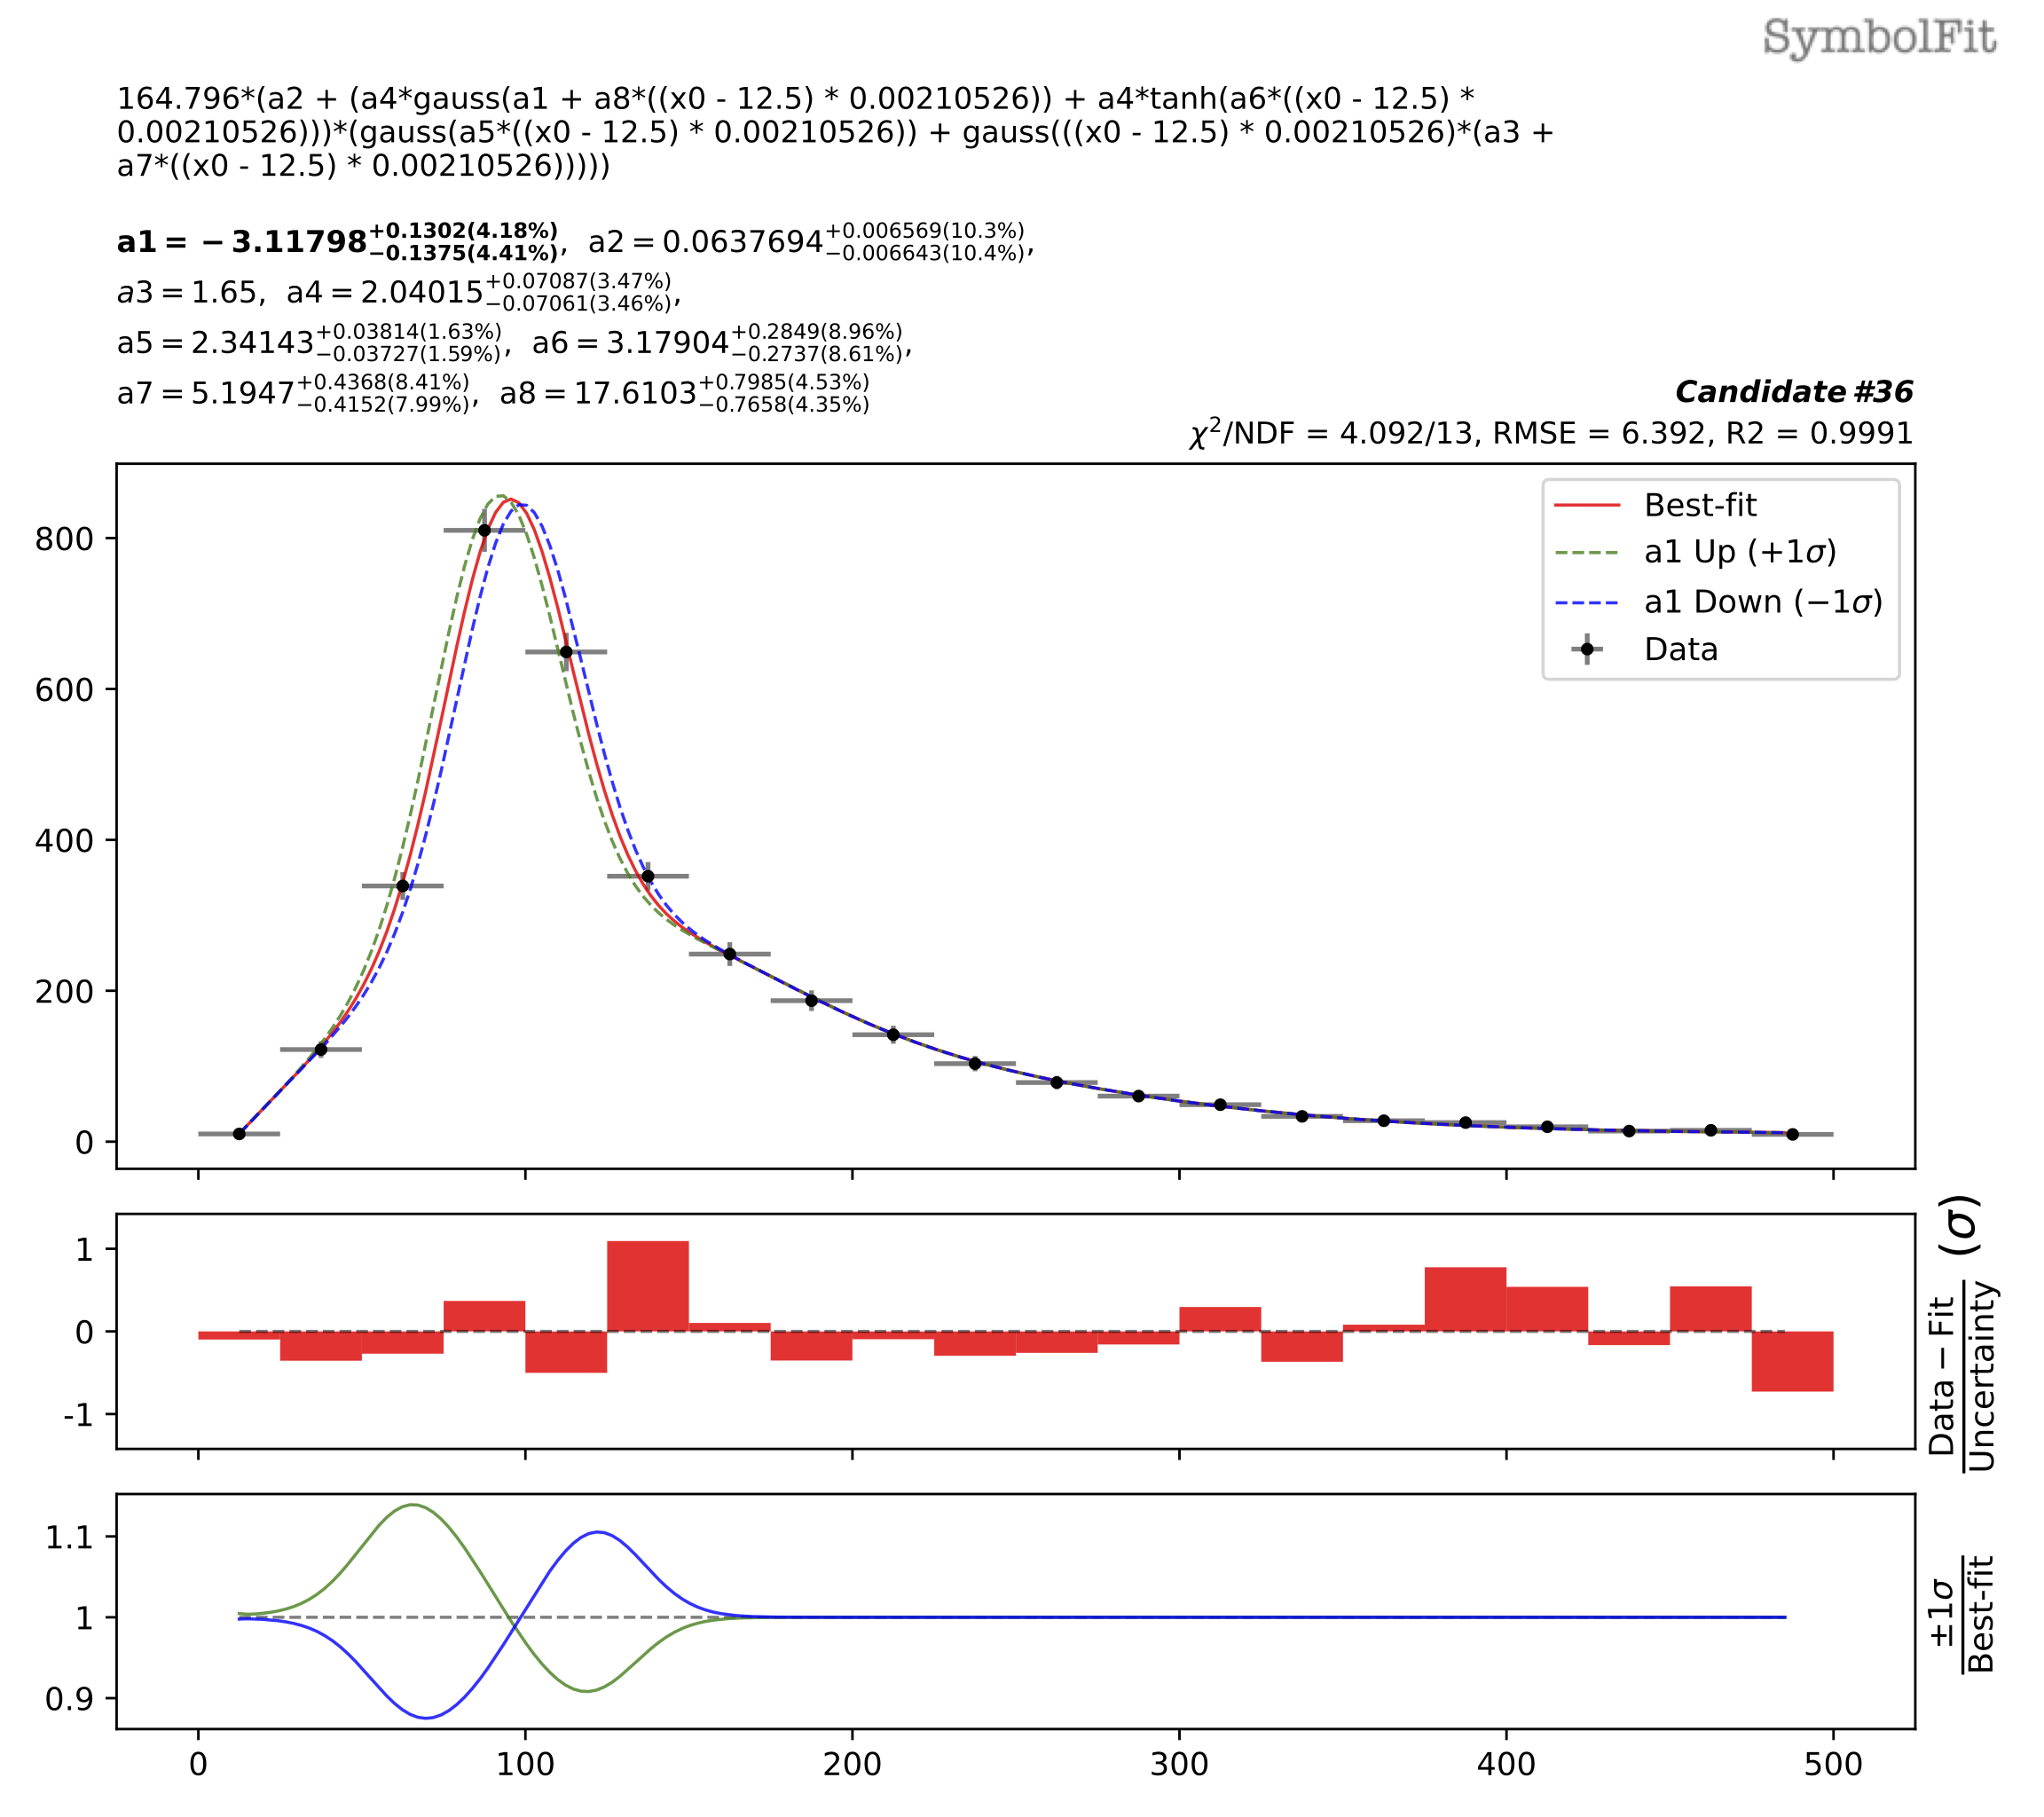 SymbolFit
164.796*(a2 + (a4*gauss(a1 + a8*((x0 - 12.5) * 0.00210526)) + a4*tanh(a6*((x0 - 12.5) *
0.00210526)))*(gauss(a5*((x0 - 12.5) * 0.00210526)) + gauss(((x0 - 12.5) * 0.00210526)*(a3 +
a7*((x0 - 12.5) * 0.00210526)))))
a1 = −3.11798 +0.1302(4.18%) −0.1375(4.41%), a2 = 0.0637694 +0.006569(10.3%) −0.006643(10.4%),
a3 = 1.65, a4 = 2.04015 +0.07087(3.47%) −0.07061(3.46%),
a5 = 2.34143 +0.03814(1.63%) −0.03727(1.59%), a6 = 3.17904 +0.2849(8.96%) −0.2737(8.61%),
a7 = 5.1947 +0.4368(8.41%) −0.4152(7.99%), a8 = 17.6103 +0.7985(4.53%) −0.7658(4.35%)
Candidate #36
χ²/NDF = 4.092/13, RMSE = 6.392, R2 = 0.9991
Best-fit
a1 Up (+1σ)
a1 Down (−1σ)
Data
800
600
400
200
0
1
0
-1
Data − Fit
Uncertainty
(σ)
1.1
1
0.9
±1σ
Best-fit
0 100 200 300 400 500